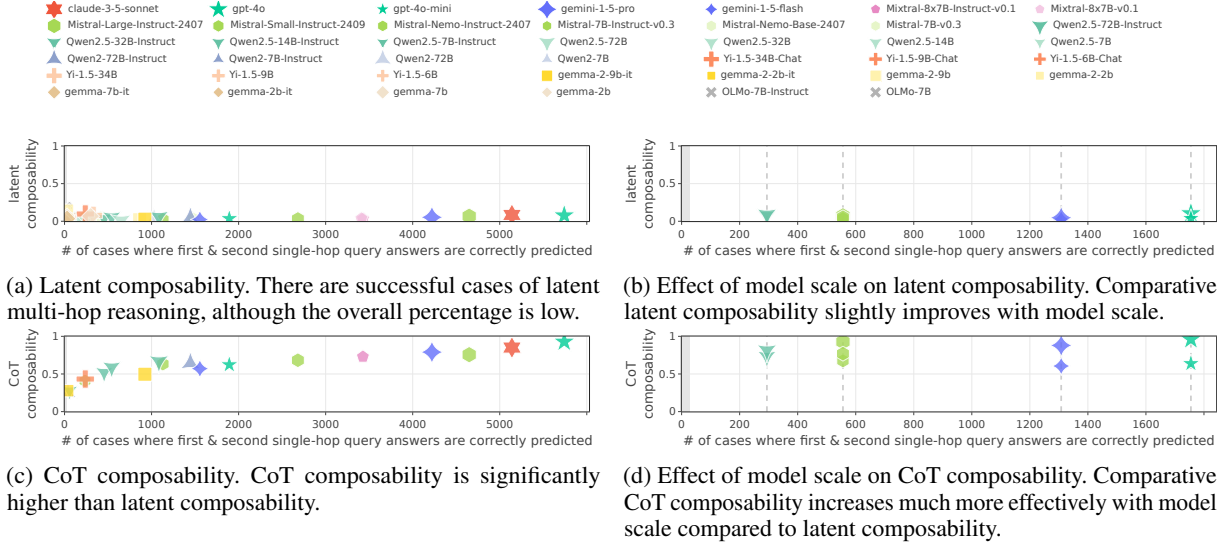 claude-3-5-sonnet gpt-4o gpt-4o-mini gemini-1-5-pro gemini-1-5-flash Mixtral-8x7B-Instruct-v0.1 Mixtral-8x7B-v0.1
Mistral-Large-Instruct-2407 Mistral-Small-Instruct-2409 Mistral-Nemo-Instruct-2407 Mistral-7B-Instruct-v0.3 Mistral-Nemo-Base-2407 Mistral-7B-v0.3 Qwen2.5-72B-Instruct
Qwen2.5-32B-Instruct Qwen2.5-14B-Instruct Qwen2.5-7B-Instruct Qwen2.5-72B Qwen2.5-32B Qwen2.5-14B Qwen2.5-7B
Qwen2-72B-Instruct Qwen2-7B-Instruct Qwen2-72B Qwen2-7B Yi-1.5-34B-Chat Yi-1.5-9B-Chat Yi-1.5-6B-Chat
Yi-1.5-34B Yi-1.5-9B Yi-1.5-6B gemma-2-9b-it gemma-2-2b-it gemma-2-9b gemma-2-2b
gemma-7b-it gemma-2b-it gemma-7b gemma-2b OLMo-7B-Instruct OLMo-7B
latent
composability
1
0.5
0
0 1000 2000 3000 4000 5000
# of cases where first & second single-hop query answers are correctly predicted
(a) Latent composability. There are successful cases of latent
multi-hop reasoning, although the overall percentage is low.
latent
composability
1
0.5
0
0 200 400 600 800 1000 1200 1400 1600
# of cases where first & second single-hop query answers are correctly predicted
(b) Effect of model scale on latent composability. Comparative
latent composability slightly improves with model scale.
CoT
composability
1
0.5
0
0 1000 2000 3000 4000 5000
# of cases where first & second single-hop query answers are correctly predicted
(c) CoT composability. CoT composability is significantly
higher than latent composability.
CoT
composability
1
0.5
0
0 200 400 600 800 1000 1200 1400 1600
# of cases where first & second single-hop query answers are correctly predicted
(d) Effect of model scale on CoT composability. Comparative
CoT composability increases much more effectively with model
scale compared to latent composability.